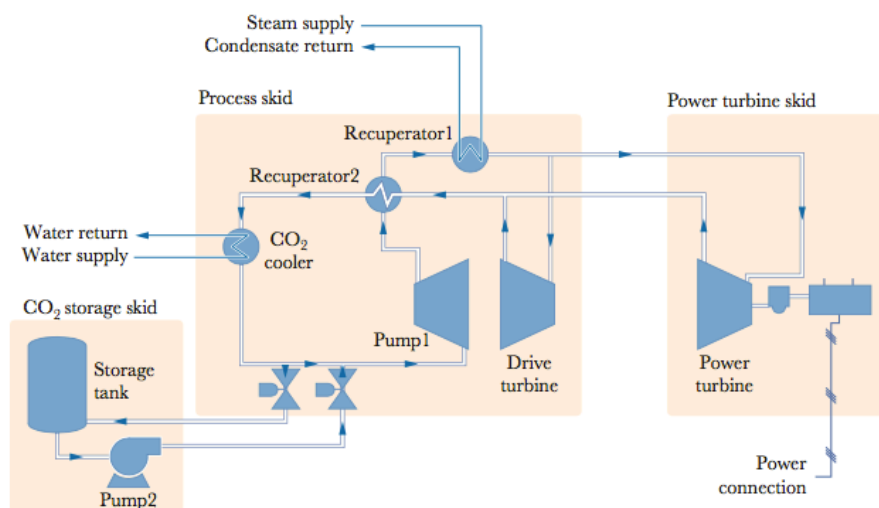 Steam supply
Condensate return
Process skid
Power turbine skid
Recuperator1
Recuperator2
Water return
Water supply
CO₂
cooler
CO₂ storage skid
Storage
tank
Pump1
Drive
turbine
Power
turbine
Pump2
Power
connection